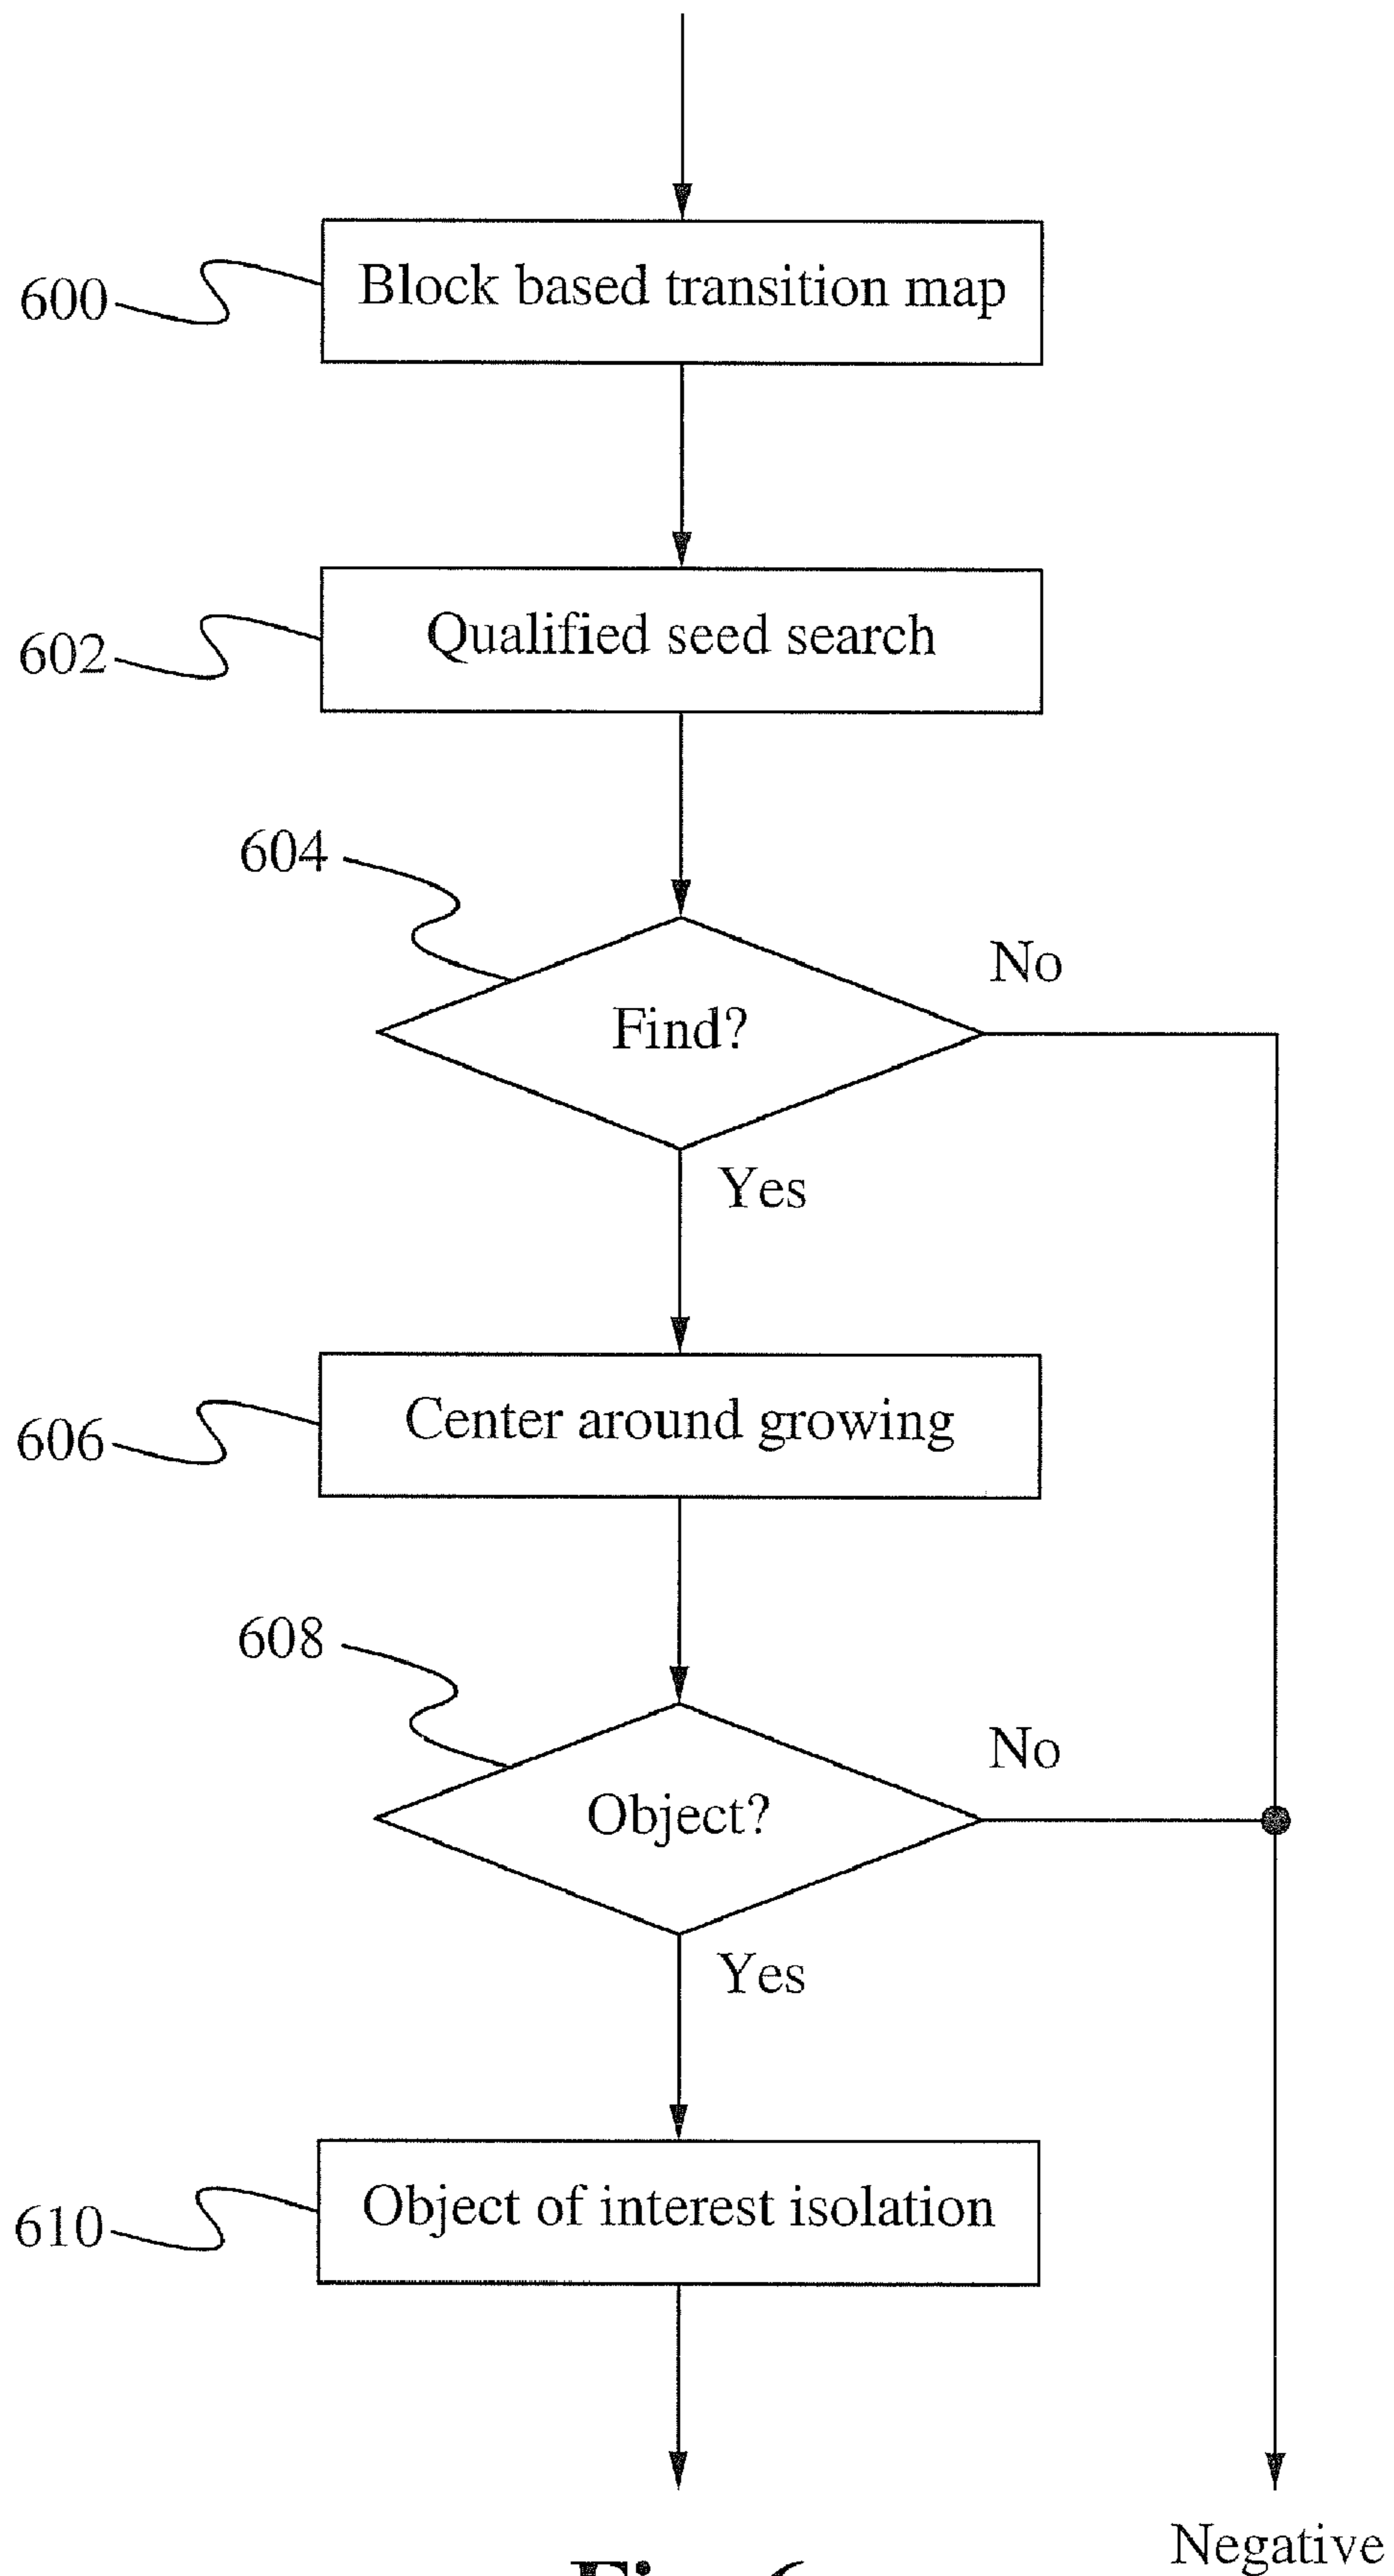 600
Block based transition map
602
Qualified seed search
604
Find?
No
Yes
606
Center around growing
608
Object?
No
Yes
610
Object of interest isolation
Negative